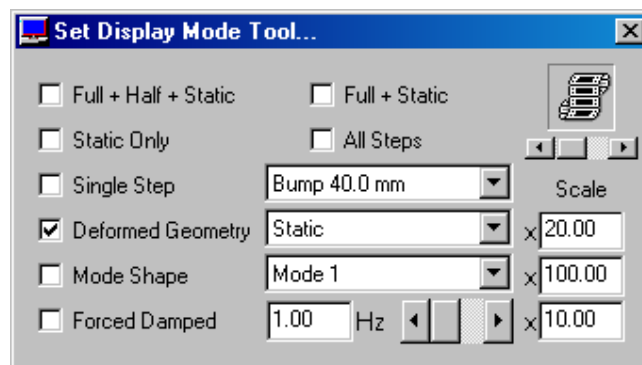 Set Display Mode Tool...
Full + Half + Static Full + Static
Static Only All Steps
Single Step Bump 40.0 mm Scale
Deformed Geometry Static x 20.00
Mode Shape Mode 1 x 100.00
Forced Damped 1.00 Hz x 10.00